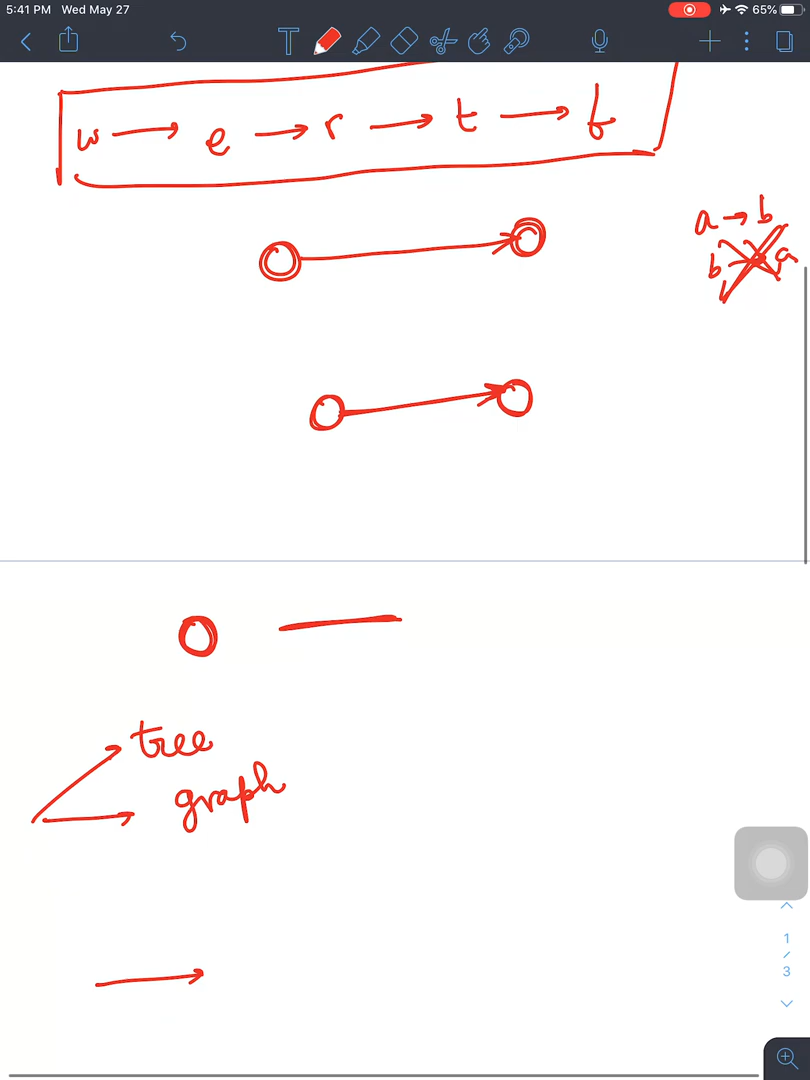 5:41 PM Wed May 27
65%
T
w → e → r → t → f
a → b
b a
tree
graph
1
/
3